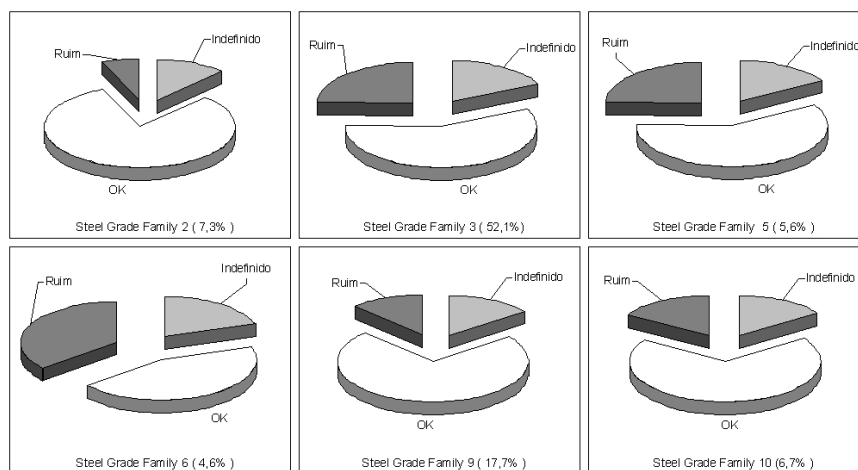 Ruim
Indefinido
OK
Steel Grade Family 2 ( 7,3% )
Ruim
Indefinido
OK
Steel Grade Family 3 ( 52,1%)
Ruim
Indefinido
OK
Steel Grade Family 5 ( 5,6% )
Ruim
Indefinido
OK
Steel Grade Family 6 ( 4,6%)
Ruim
Indefinido
OK
Steel Grade Family 9 ( 17,7%)
Ruim
Indefinido
OK
Steel Grade Family 10 (6,7% )